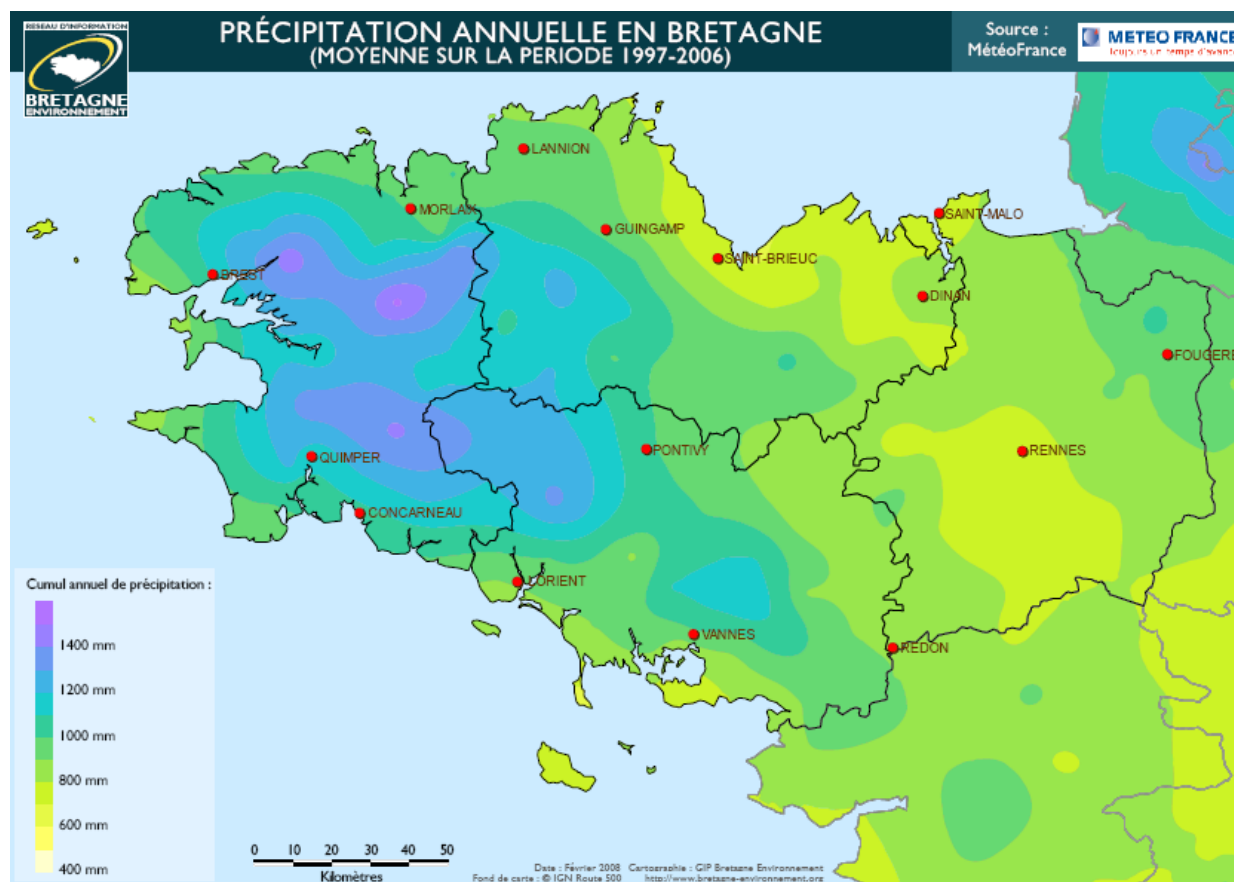 RESEAU D'INFORMATION
BRETAGNE
ENVIRONNEMENT
PRÉCIPITATION ANNUELLE EN BRETAGNE
(MOYENNE SUR LA PERIODE 1997-2006)
Source :
MétéoFrance
METEO FRANCE
Toujours un temps d'avance
LANNION
MORLAIX
GUINGAMP
SAINT-MALO
SAINT-BRIEUC
BREST
DINAN
FOUGERE
PONTIVY
RENNES
QUIMPER
CONCARNEAU
LORIENT
VANNES
REDON
Cumul annuel de précipitation :
1400 mm
1200 mm
1000 mm
800 mm
600 mm
400 mm
0 10 20 30 40 50
Kilomètres
Date : Février 2008 Cartographie : GIP Bretagne Environnement
Fond de carte : © IGN Route 500 http://www.bretagne-environnement.org